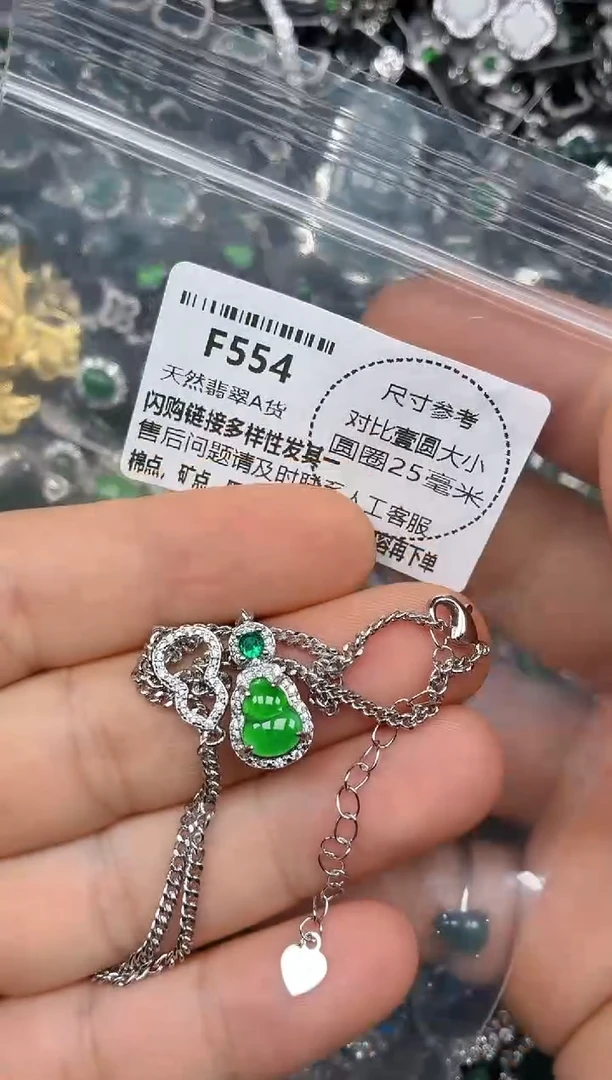 F554
天然翡翠A货
闪购链接多样性发其一
售后问题请及时联系人工客服
棉点，矿点
容再下单
尺寸参考
对比壹圆大小
圆圈25毫米